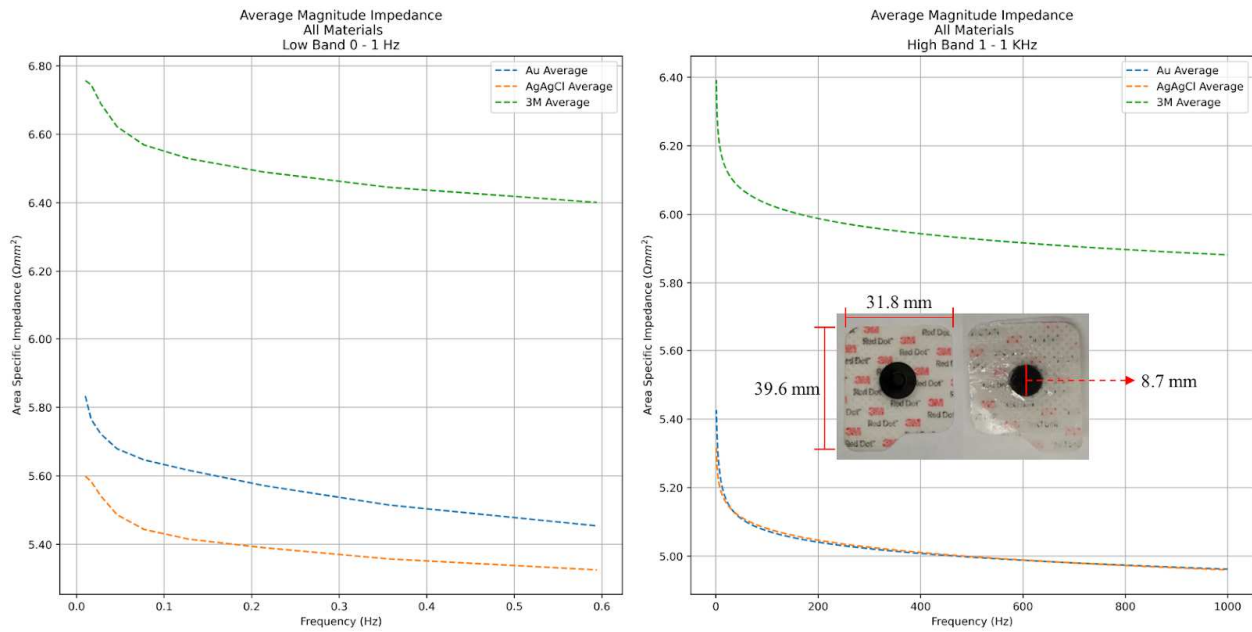 Average Magnitude Impedance
All Materials
Low Band 0 - 1 Hz
6.80
6.60
6.40
6.20
6.00
5.80
5.60
5.40
Area Specific Impedance (Ωmm²)
0.0 0.1 0.2 0.3 0.4 0.5 0.6
Frequency (Hz)
Au Average
AgAgCl Average
3M Average
Average Magnitude Impedance
All Materials
High Band 1 - 1 KHz
6.40
6.20
6.00
5.80
5.60
5.40
5.20
5.00
Area Specific Impedance (Ωmm²)
0 200 400 600 800 1000
Frequency (Hz)
Au Average
AgAgCl Average
3M Average
31.8 mm
39.6 mm
8.7 mm
3M
Red Dot